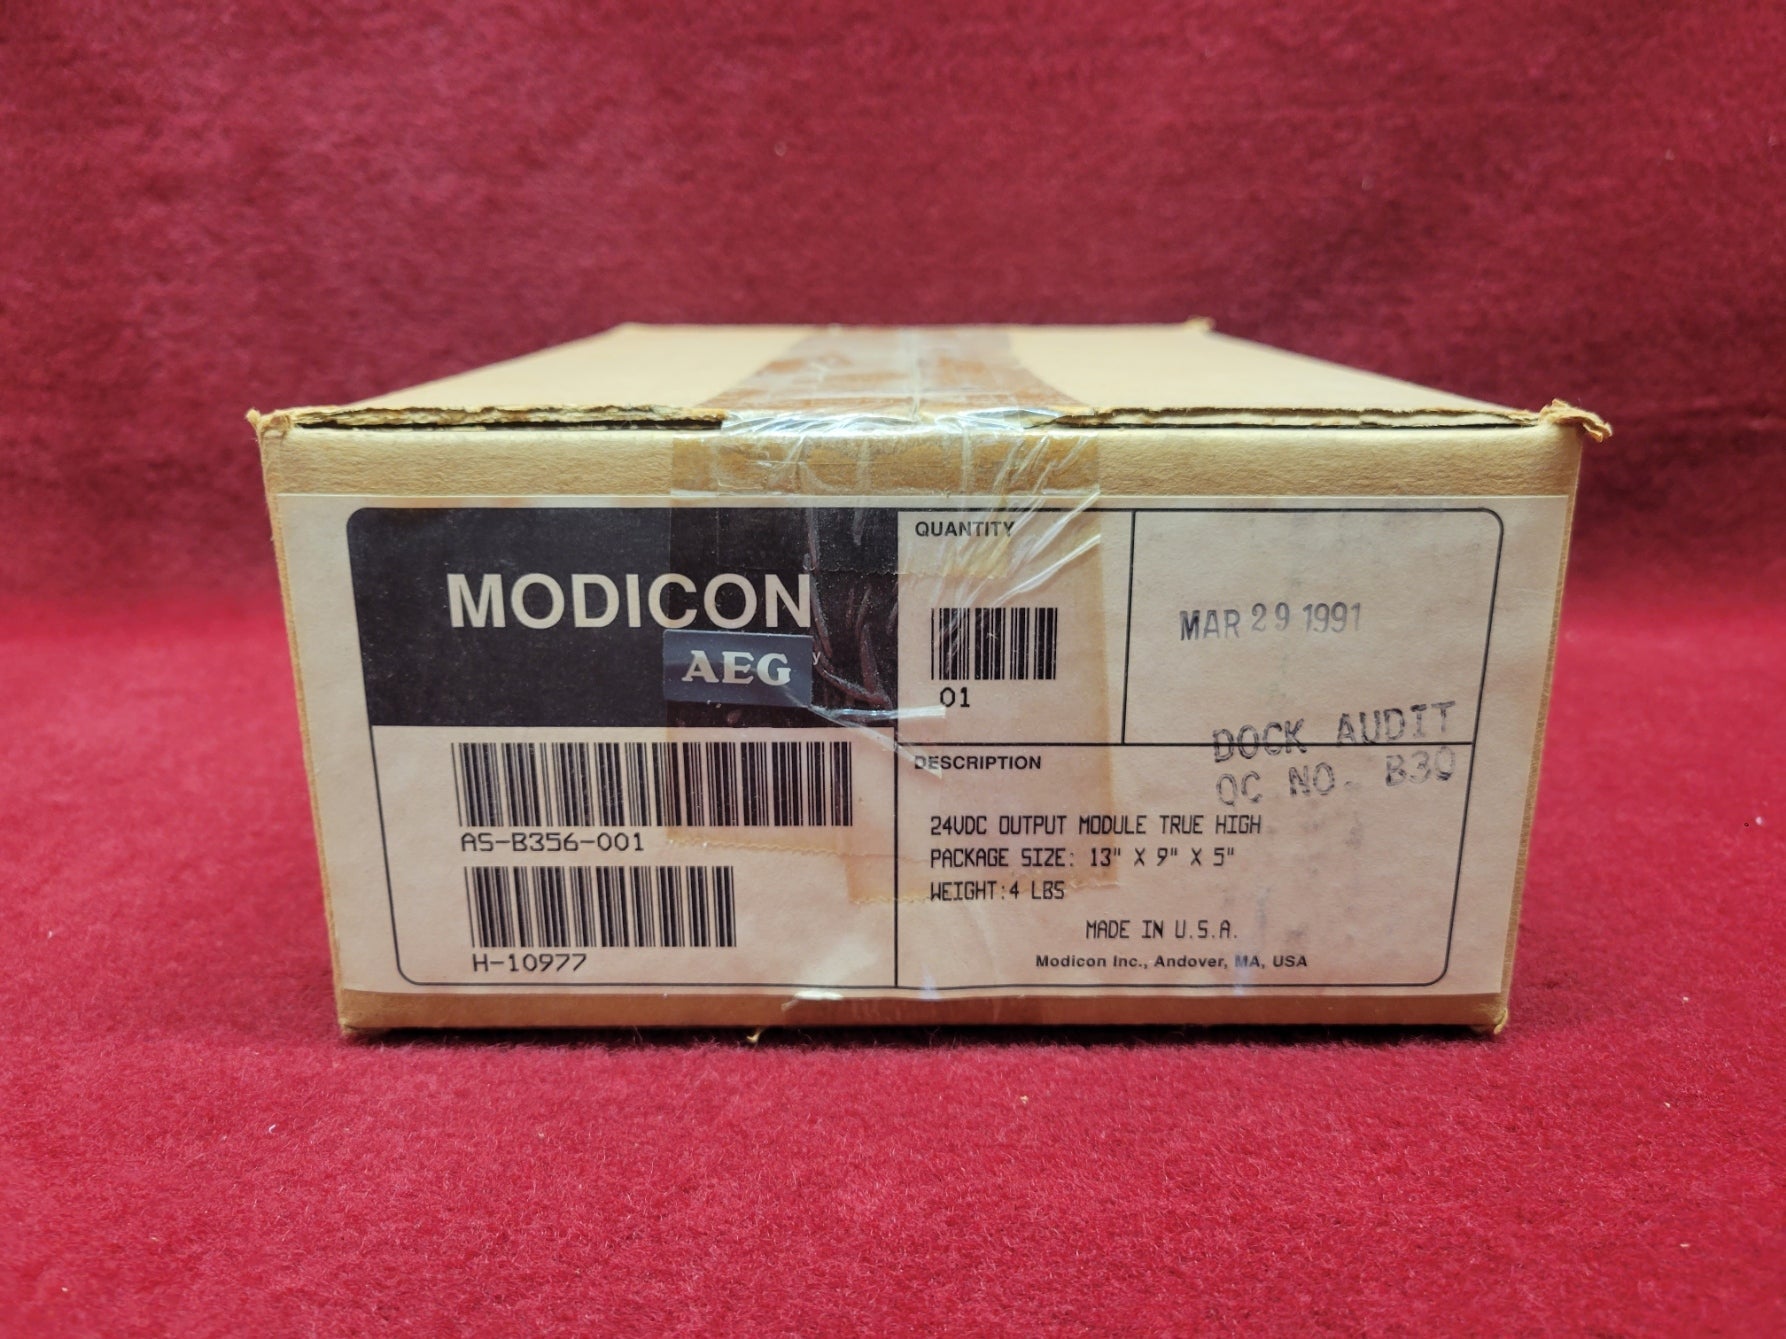 MODICON
AEG
y
AS-B356-001
H-10977
QUANTITY
01
MAR 29 1991
DOCK AUDIT
QC NO. B30
DESCRIPTION
24VDC OUTPUT MODULE TRUE HIGH
PACKAGE SIZE: 13" X 9" X 5"
WEIGHT:4 LBS
MADE IN U.S.A.
Modicon Inc., Andover, MA, USA